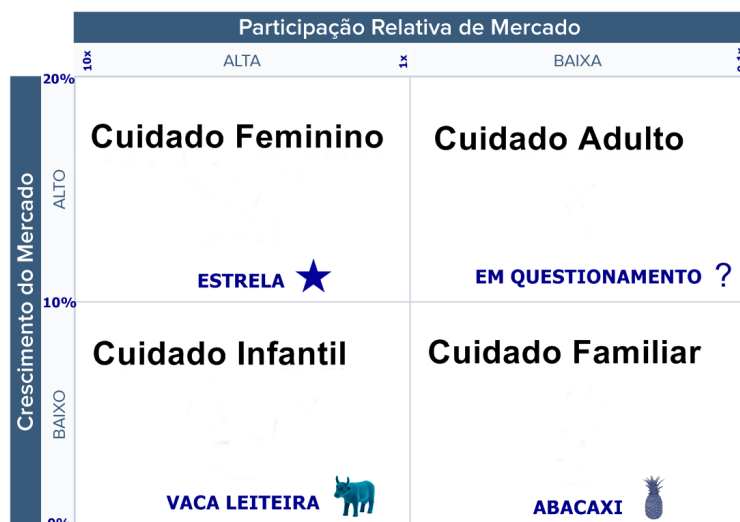 Participação Relativa de Mercado
10x ALTA 1x BAIXA
20%
Cuidado Feminino
Cuidado Adulto
Crescimento do Mercado
ALTO
ESTRELA
EM QUESTIONAMENTO ?
10%
Cuidado Infantil
Cuidado Familiar
BAIXO
VACA LEITEIRA
ABACAXI